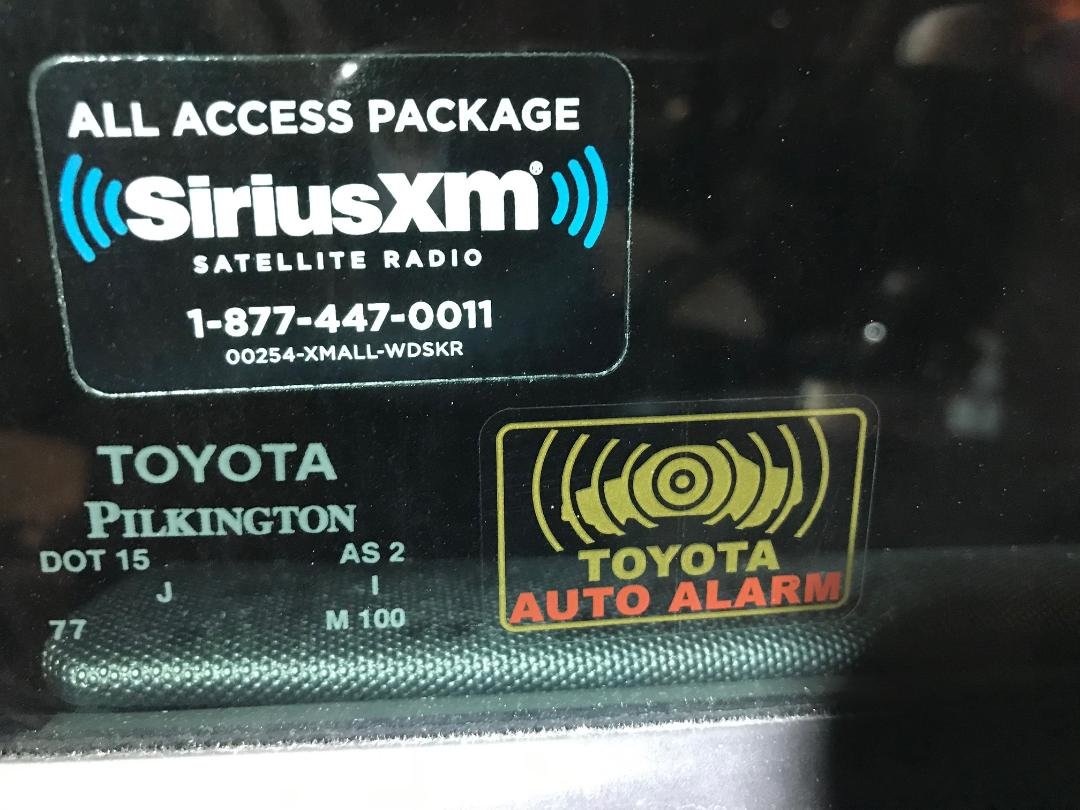 ALL ACCESS PACKAGE
SiriusXm®
SATELLITE RADIO
1-877-447-0011
00254-XMALL-WDSKR
TOYOTA
PILKINGTON
DOT 15 AS 2
J I
77 M 100
TOYOTA
AUTO ALARM